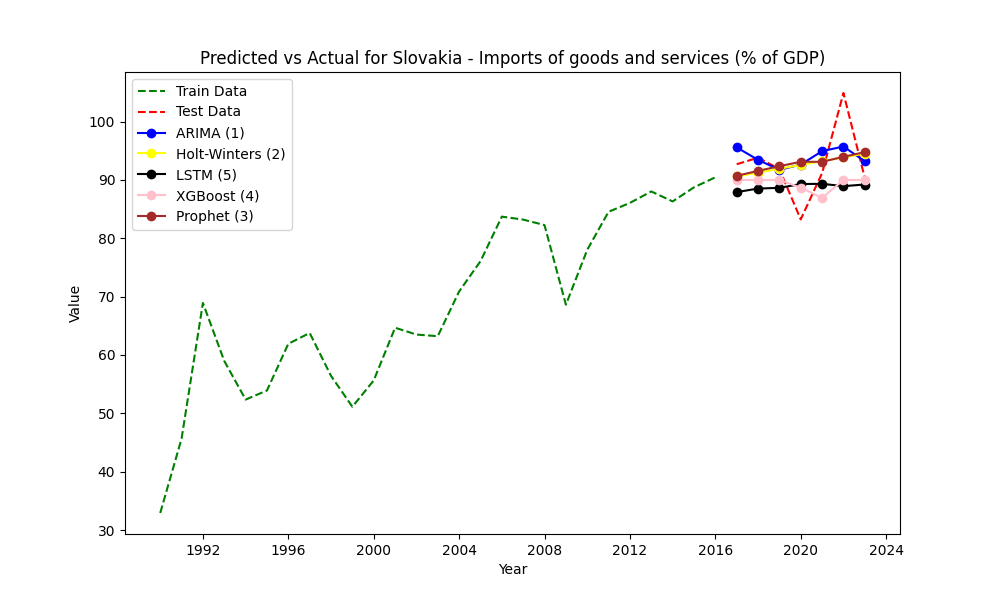 Predicted vs Actual for Slovakia - Imports of goods and services (% of GDP)
Train Data
Test Data
ARIMA (1)
Holt-Winters (2)
LSTM (5)
XGBoost (4)
Prophet (3)
Value
100
90
80
70
60
50
40
30
1992 1996 2000 2004 2008 2012 2016 2020 2024
Year